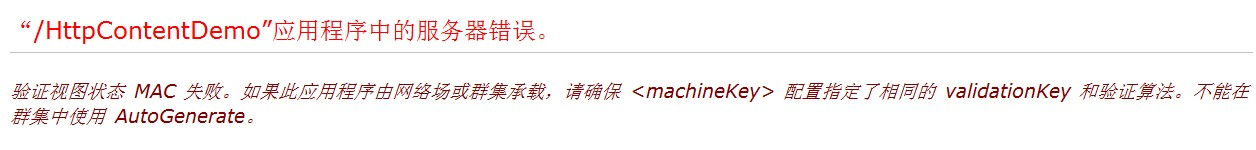 “/HttpContentDemo”应用程序中的服务器错误。
验证视图状态 MAC 失败。如果此应用程序由网络场或群集承载，请确保 <machineKey> 配置指定了相同的 validationKey 和验证算法。不能在
群集中使用 AutoGenerate。